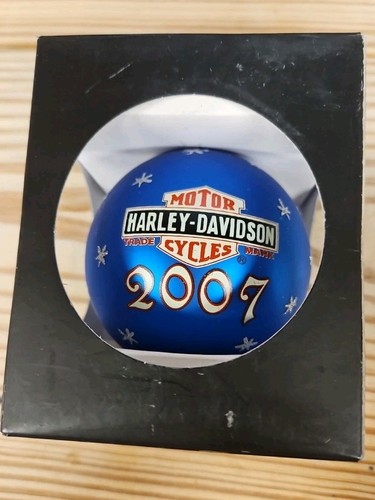 MOTOR
HARLEY-DAVIDSON
TRADE MARK
CYCLES ®
2007